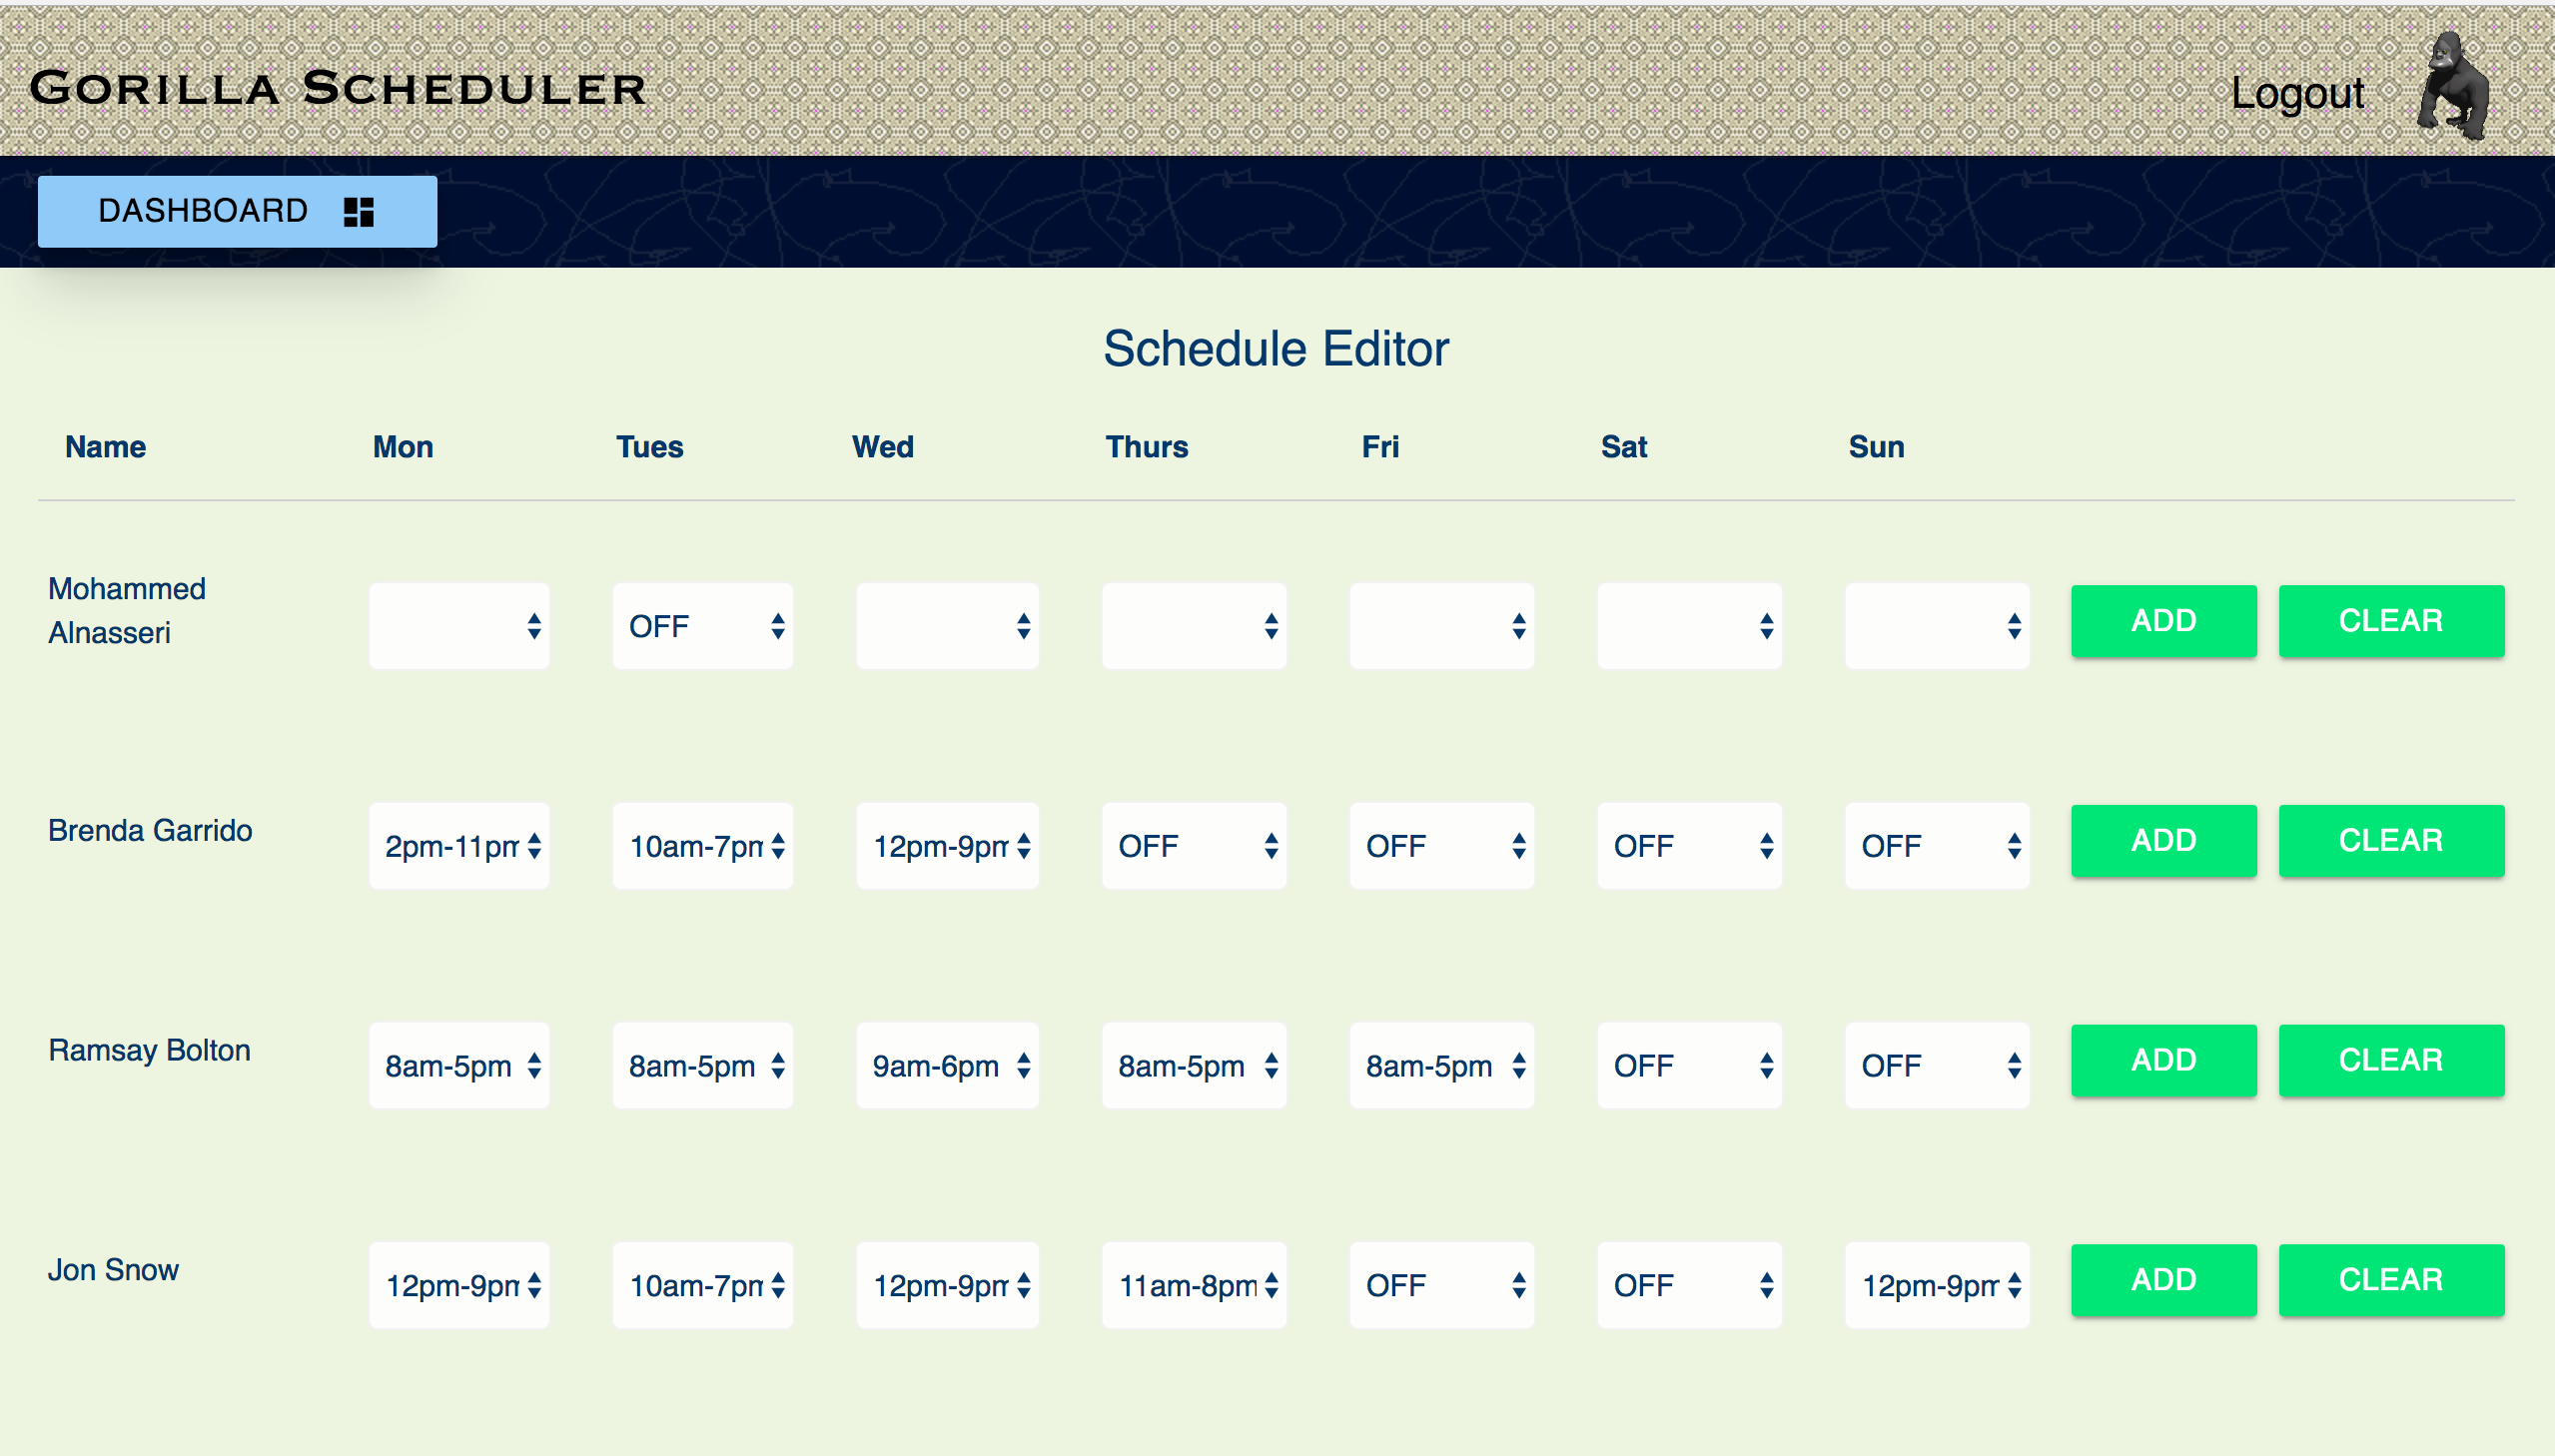 GORILLA SCHEDULER
Logout
DASHBOARD
Schedule Editor
Name Mon Tues Wed Thurs Fri Sat Sun
Mohammed
Alnasseri
OFF ADD CLEAR
Brenda Garrido
2pm-11pm 10am-7pm 12pm-9pm OFF OFF OFF OFF ADD CLEAR
Ramsay Bolton
8am-5pm 8am-5pm 9am-6pm 8am-5pm 8am-5pm OFF OFF ADD CLEAR
Jon Snow
12pm-9pm 10am-7pm 12pm-9pm 11am-8pm OFF OFF 12pm-9pm ADD CLEAR